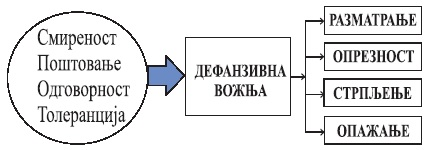 Смиреност
Поштовање
Одговорност
Толеранција
ДЕФАНЗИВНА
ВОЖЊА
РАЗМАТРАЊЕ
ОПРЕЗНОСТ
СТРПЉЕЊЕ
ОПАЖАЊЕ